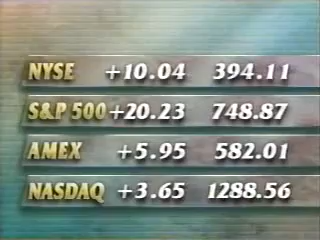 NYSE +10.04 394.11
S&P 500 +20.23 748.87
AMEX +5.95 582.01
NASDAQ +3.65 1288.56